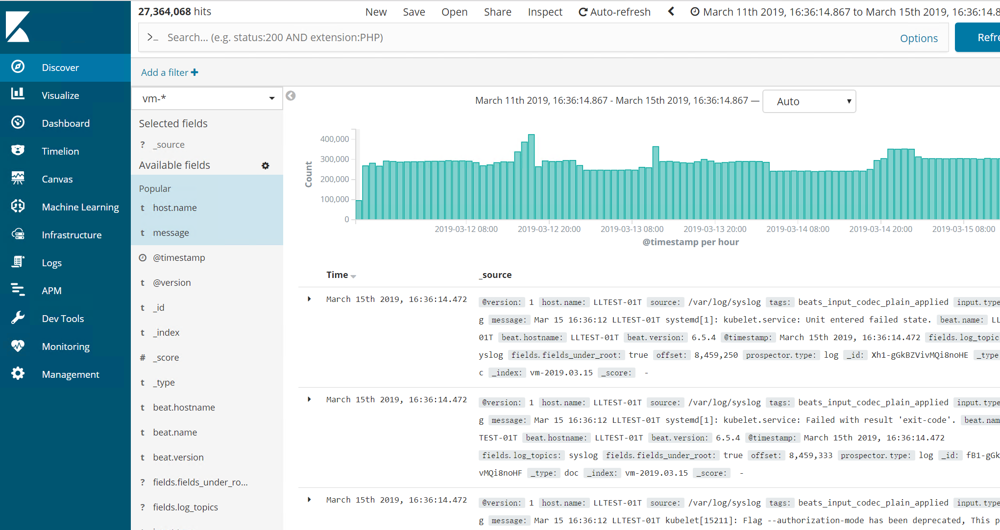 27,364,068 hits
New Save Open Share Inspect Auto-refresh March 11th 2019, 16:36:14.867 to March 15th 2019, 16:36:14.8
>_ Search... (e.g. status:200 AND extension:PHP) Options Refre
Add a filter +
Discover
Visualize
Dashboard
Timelion
Canvas
Machine Learning
Infrastructure
Logs
APM
Dev Tools
Monitoring
Management
vm-*
Selected fields
? _source
Available fields
Popular
t host.name
t message
@timestamp
t @version
t _id
t _index
# _score
t _type
t beat.hostname
t beat.name
t beat.version
? fields.fields_under_ro...
? fields.log_topics
March 11th 2019, 16:36:14.867 - March 15th 2019, 16:36:14.867 — Auto
Count
400,000
300,000
200,000
100,000
0
2019-03-12 08:00 2019-03-12 20:00 2019-03-13 08:00 2019-03-13 20:00 2019-03-14 08:00 2019-03-14 20:00 2019-03-15 08:00
@timestamp per hour
Time _source
March 15th 2019, 16:36:14.472 @version: 1 host.name: LLTEST-01T source: /var/log/syslog tags: beats_input_codec_plain_applied input.type
g message: Mar 15 16:36:12 LLTEST-01T systemd[1]: kubelet.service: Unit entered failed state. beat.name: LL
01T beat.hostname: LLTEST-01T beat.version: 6.5.4 @timestamp: March 15th 2019, 16:36:14.472 fields.log_topic
yslog fields.fields_under_root: true offset: 8,459,250 prospector.type: log _id: Xh1-gGkBZVivMQi8noHE _type
c _index: vm-2019.03.15 _score: -
March 15th 2019, 16:36:14.472 @version: 1 host.name: LLTEST-01T source: /var/log/syslog tags: beats_input_codec_plain_applied input.type
g message: Mar 15 16:36:12 LLTEST-01T systemd[1]: kubelet.service: Failed with result 'exit-code'. beat.nam
TEST-01T beat.hostname: LLTEST-01T beat.version: 6.5.4 @timestamp: March 15th 2019, 16:36:14.472
fields.log_topics: syslog fields.fields_under_root: true offset: 8,459,333 prospector.type: log _id: fB1-gGk
vMQi8noHF _type: doc _index: vm-2019.03.15 _score: -
March 15th 2019, 16:36:14.472 @version: 1 host.name: LLTEST-01T source: /var/log/syslog tags: beats_input_codec_plain_applied input.type
g message: Mar 15 16:36:12 LLTEST-01T kubelet[15211]: Flag --authorization-mode has been deprecated, This p